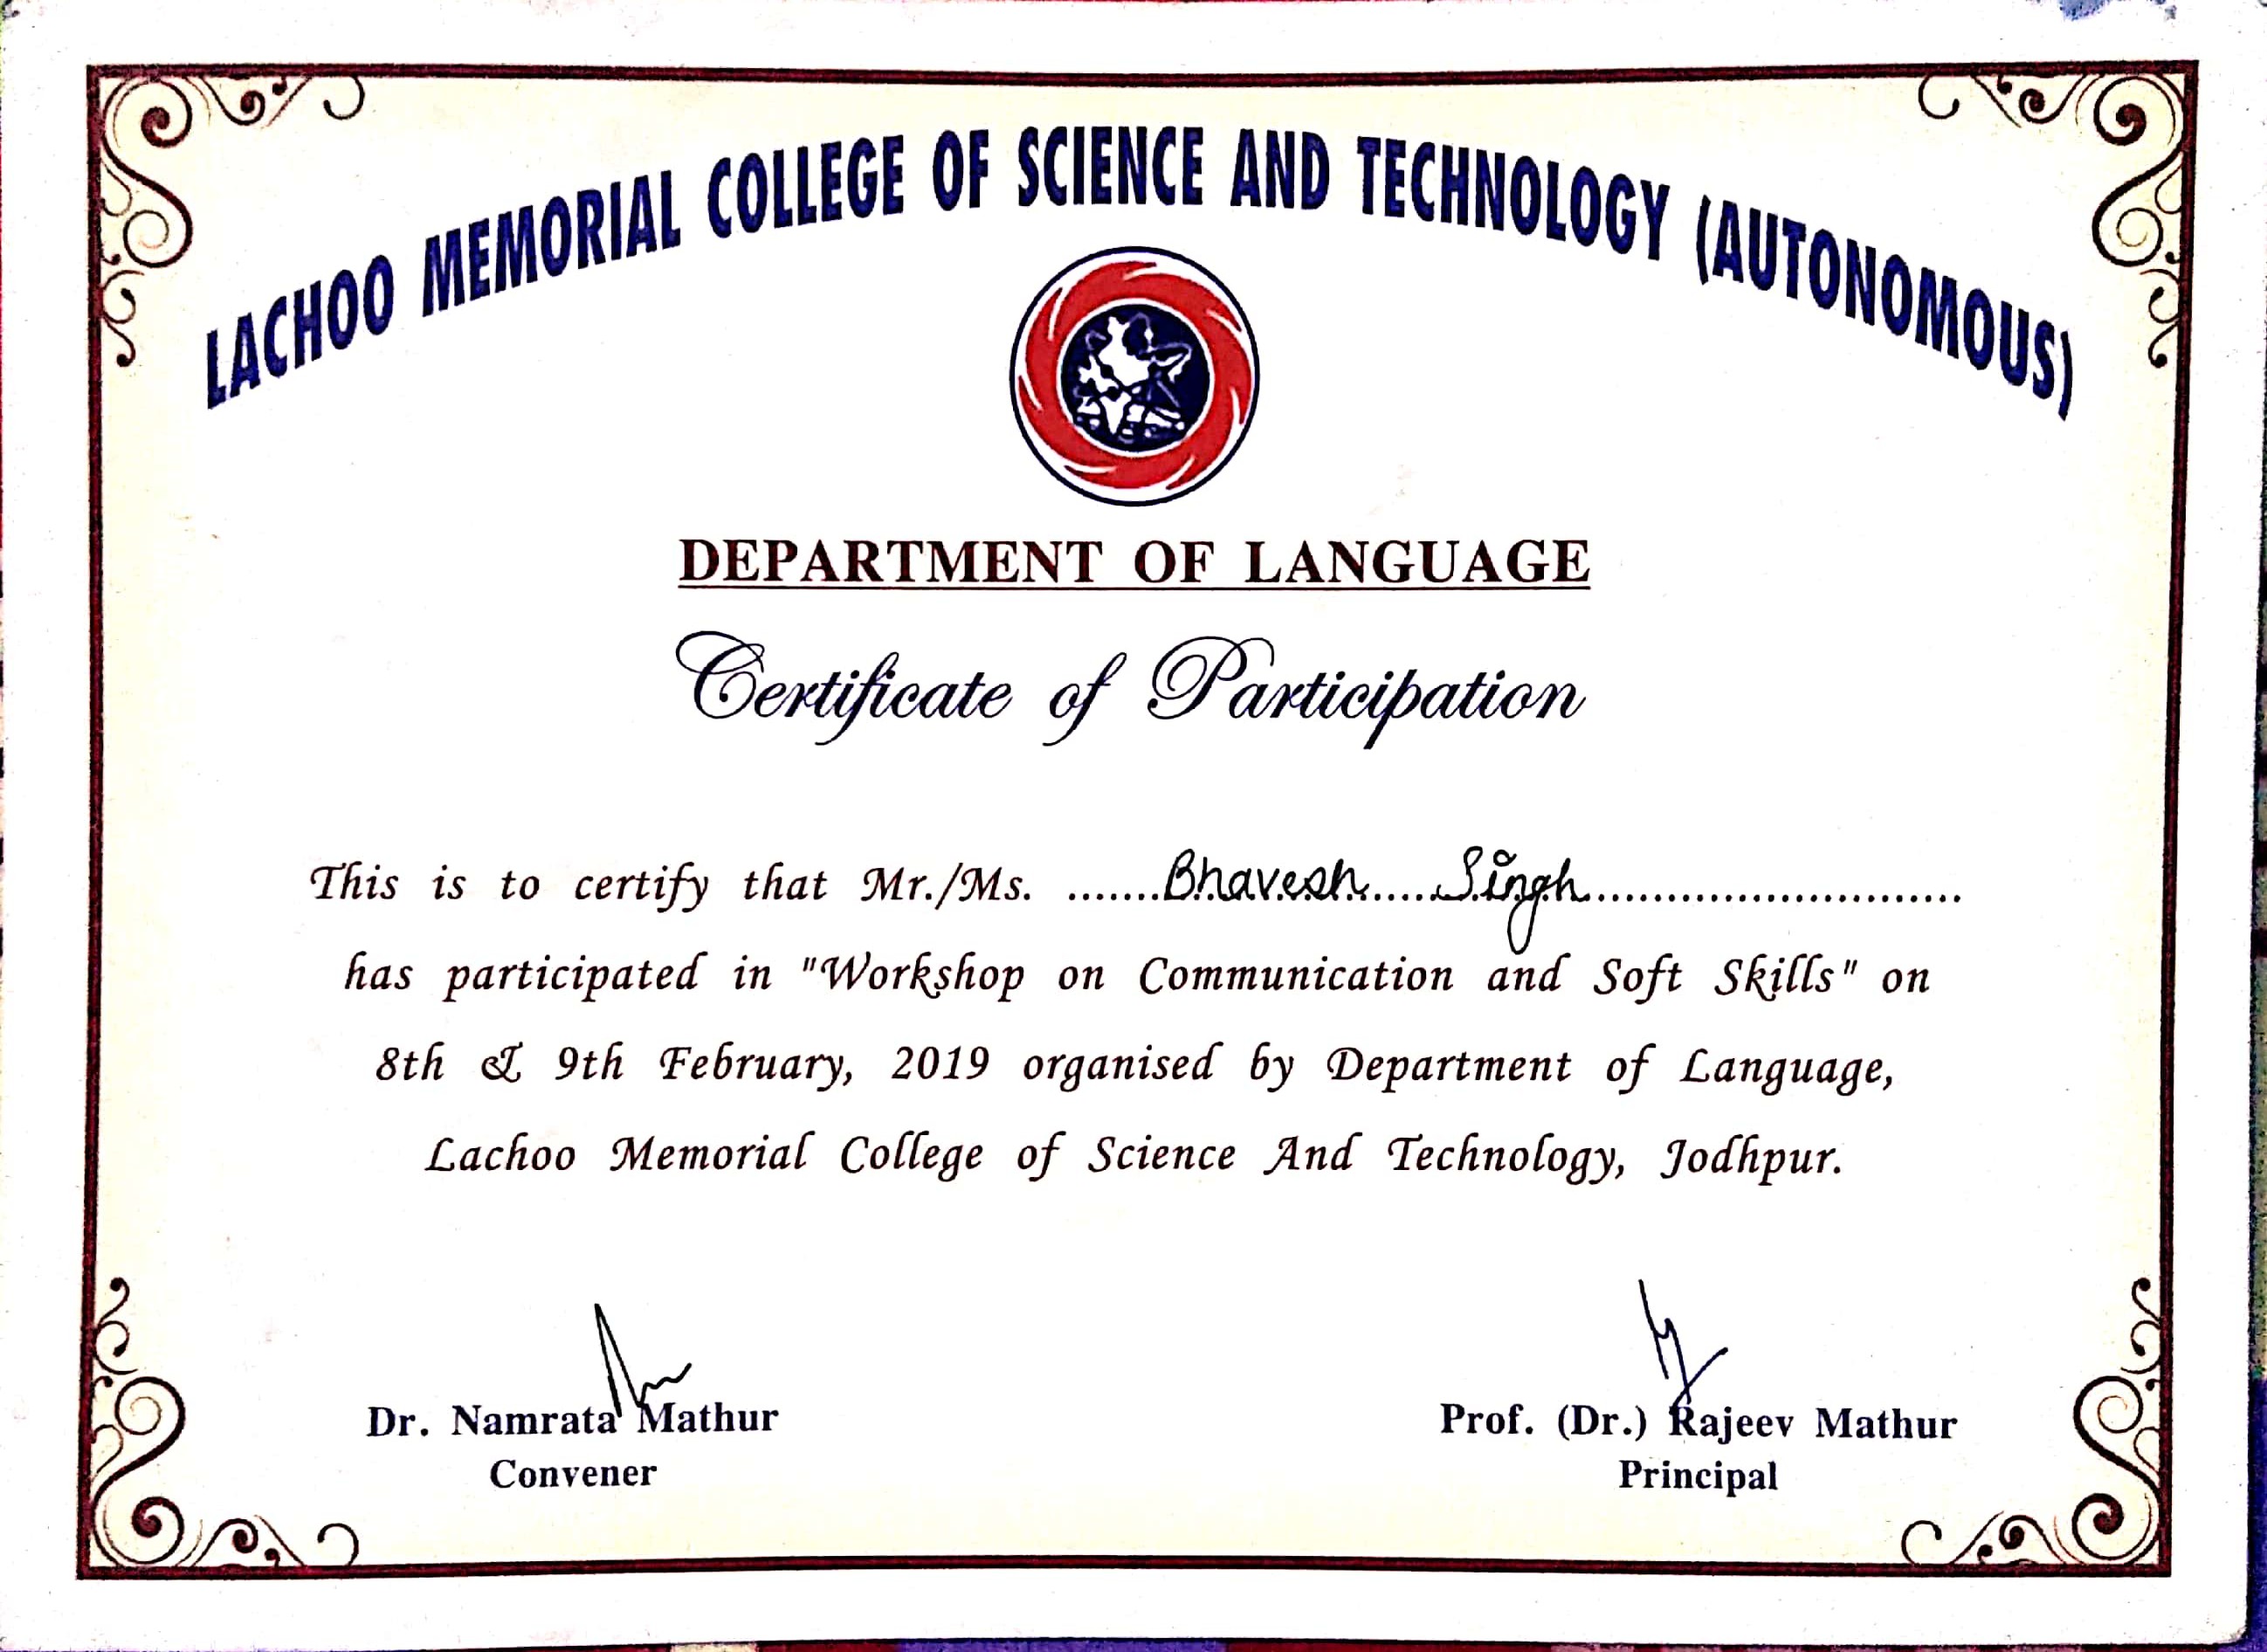 LACHOO MEMORIAL COLLEGE OF SCIENCE AND TECHNOLOGY (AUTONOMOUS)
DEPARTMENT OF LANGUAGE
Certificate of Participation
This is to certify that Mr./Ms. .......Bhavesh.....Singh............................
has participated in "Workshop on Communication and Soft Skills" on
8th & 9th February, 2019 organised by Department of Language,
Lachoo Memorial College of Science And Technology, Jodhpur.
Dr. Namrata Mathur
Convener
Prof. (Dr.) Rajeev Mathur
Principal